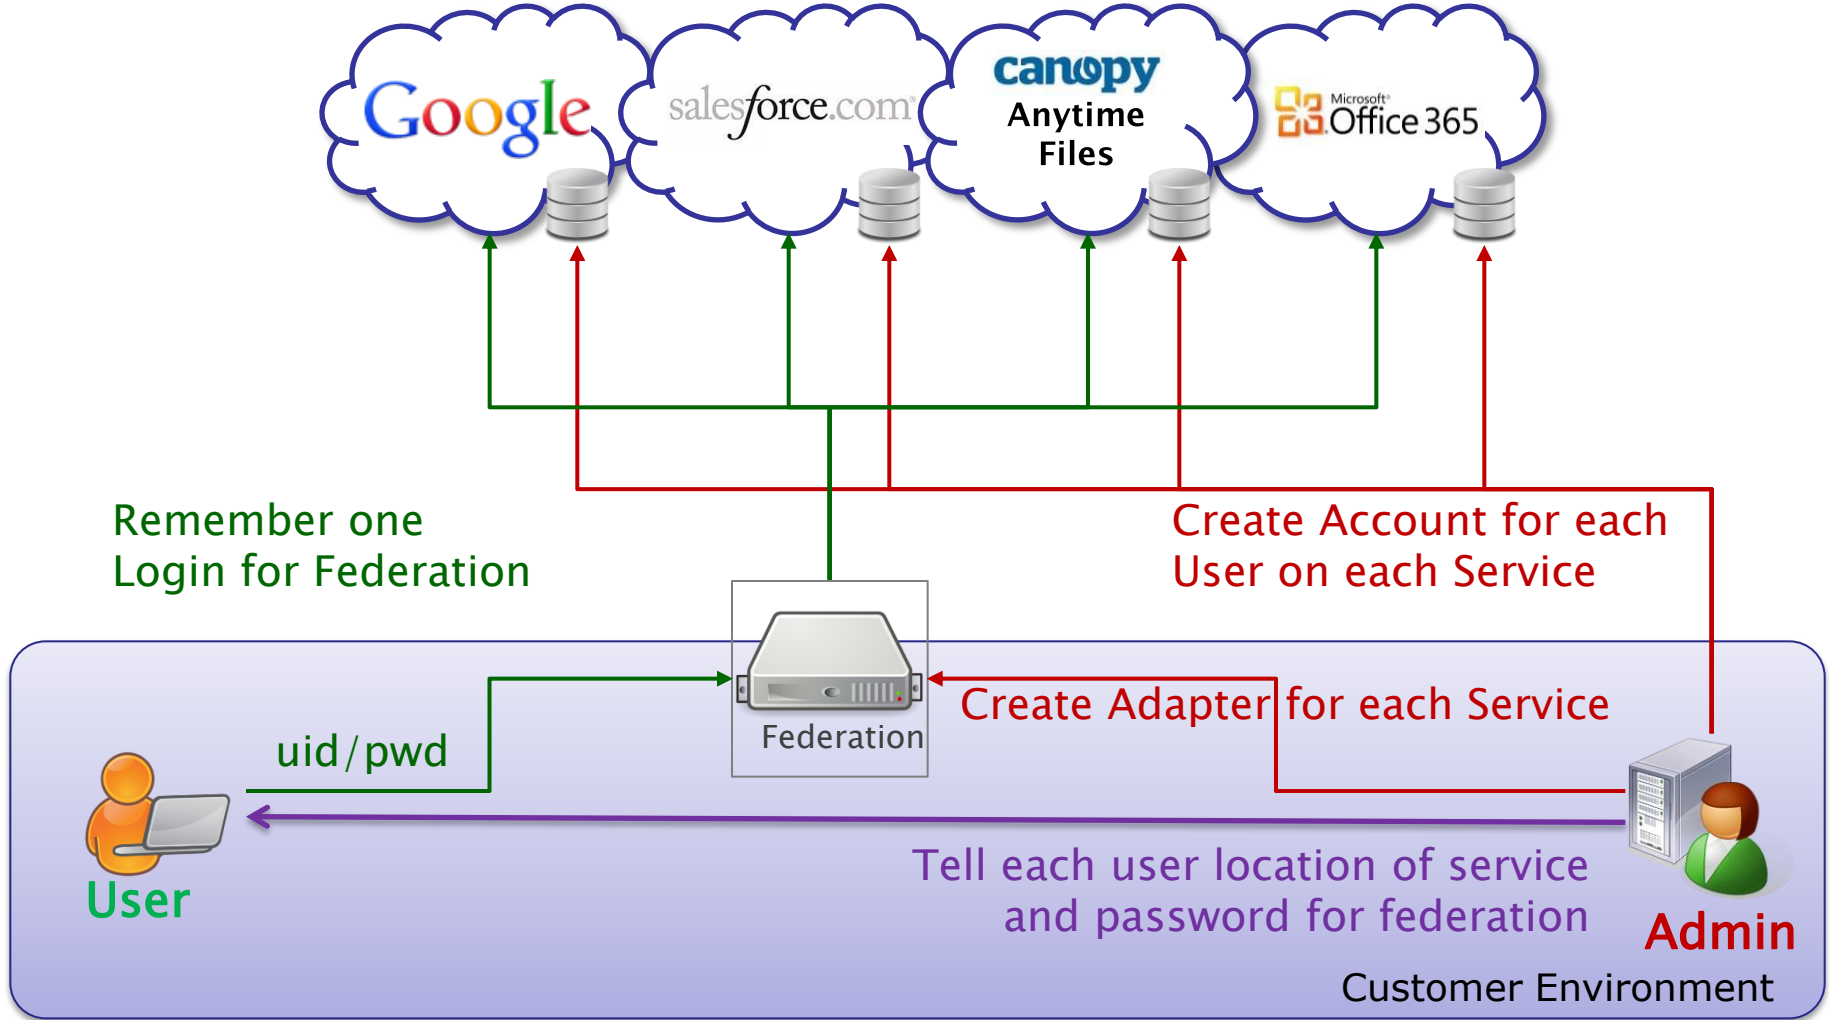 Google
salesforce.com
canopy
Anytime
Files
Microsoft
Office 365
Remember one
Login for Federation
Create Account for each
User on each Service
Create Adapter for each Service
Federation
uid/pwd
Tell each user location of service
and password for federation
User
Admin
Customer Environment